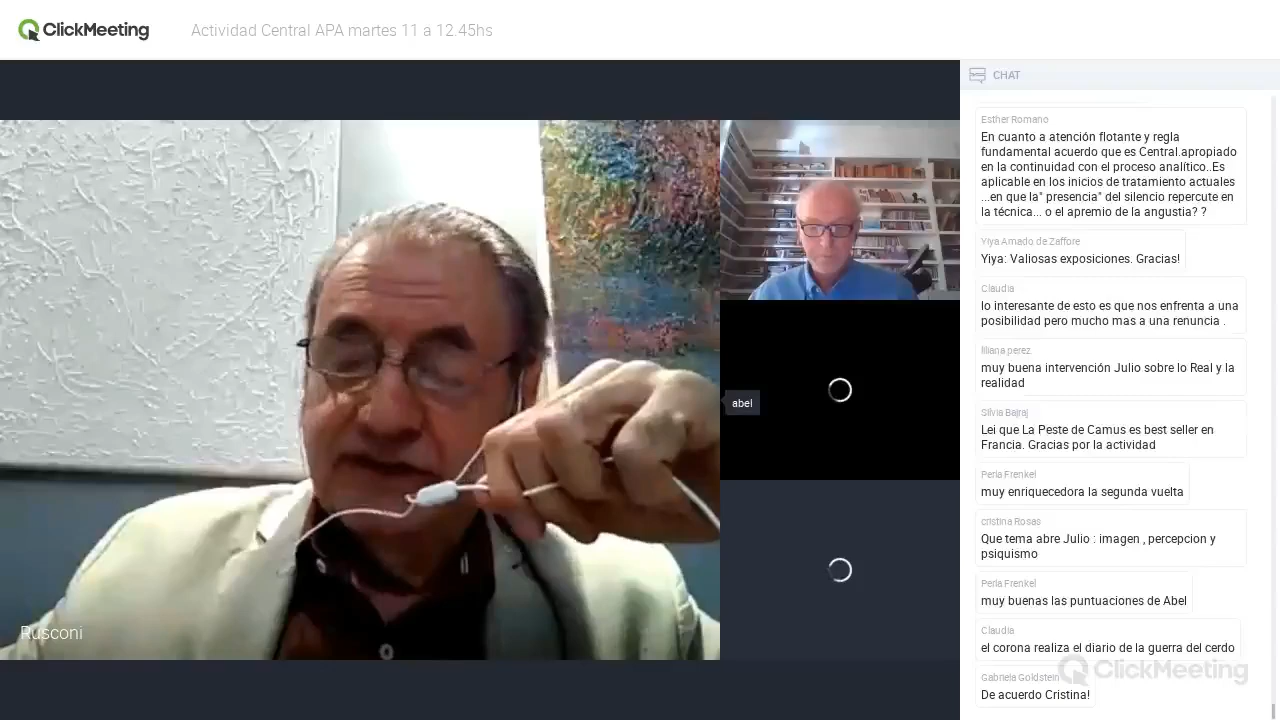 ClickMeeting
Actividad Central APA martes 11 a 12.45hs
CHAT
Esther Romano
En cuanto a atención flotante y regla
fundamental acuerdo que es Central apropiado
en la continuidad con el proceso analítico..Es
aplicable en los inicios de tratamiento actuales
...en que la" presencia" del silencio repercute en
la técnica... o el apremio de la angustia? ?
Yiya Arnado de Zaffore
Yiya: Valiosas exposiciones. Gracias!
Claudia
lo interesante de esto es que nos enfrenta a una
posibilidad pero mucho mas a una renuncia .
liliana perez
muy buena intervención Julio sobre lo Real y la
realidad
Silvia Bajraj
Lei que La Peste de Camus es best seller en
Francia. Gracias por la actividad
Perla Frenkel
muy enriquecedora la segunda vuelta
cristina Rosas
Que tema abre Julio : imagen , percepcion y
psiquismo
Perla Frenkel
muy buenas las puntuaciones de Abel
Claudia
el corona realiza el diario de la guerra del cerdo
Gabriela Goldstein
De acuerdo Cristina!
abel
Rusconi
ClickMeeting